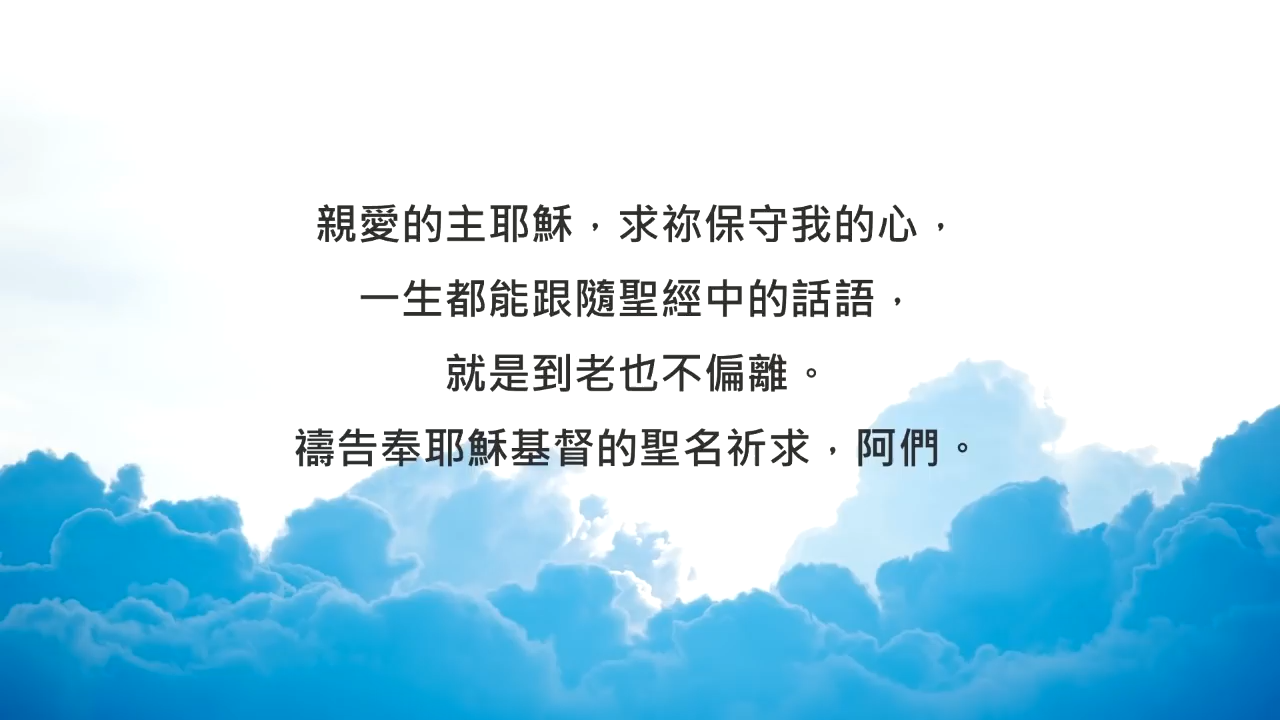 親愛的主耶穌，求祢保守我的心，
一生都能跟隨聖經中的話語，
就是到老也不偏離。
禱告奉耶穌基督的聖名祈求，阿們。